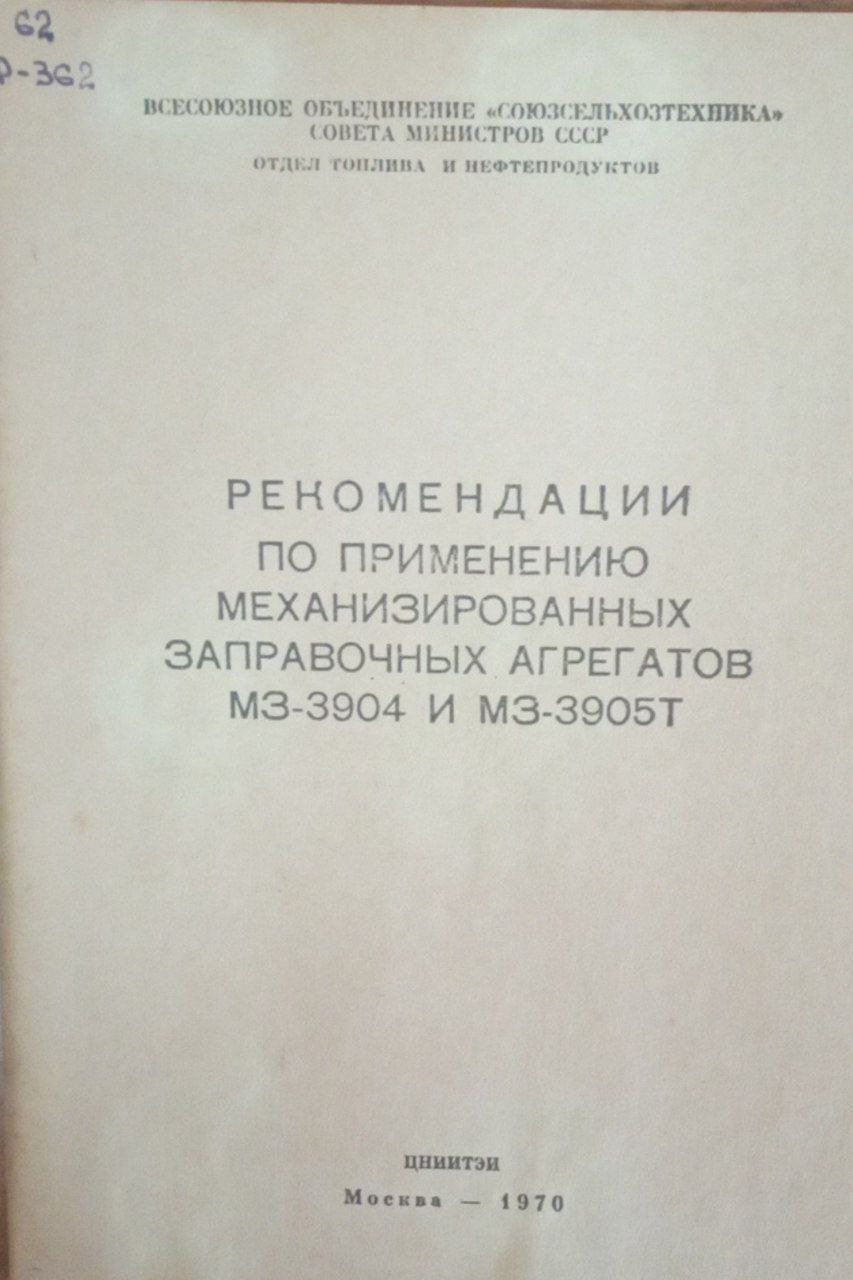 62
Р-362
ВСЕСОЮЗНОЕ ОБЪЕДИНЕНИЕ «СОЮЗСЕЛЬХОЗТЕХНИКА»
СОВЕТА МИНИСТРОВ СССР
ОТДЕЛ ТОПЛИВА И НЕФТЕПРОДУКТОВ
РЕКОМЕНДАЦИИ
ПО ПРИМЕНЕНИЮ
МЕХАНИЗИРОВАННЫХ
ЗАПРАВОЧНЫХ АГРЕГАТОВ
МЗ-3904 И МЗ-3905Т
ЦНИИТЭИ
Москва — 1970